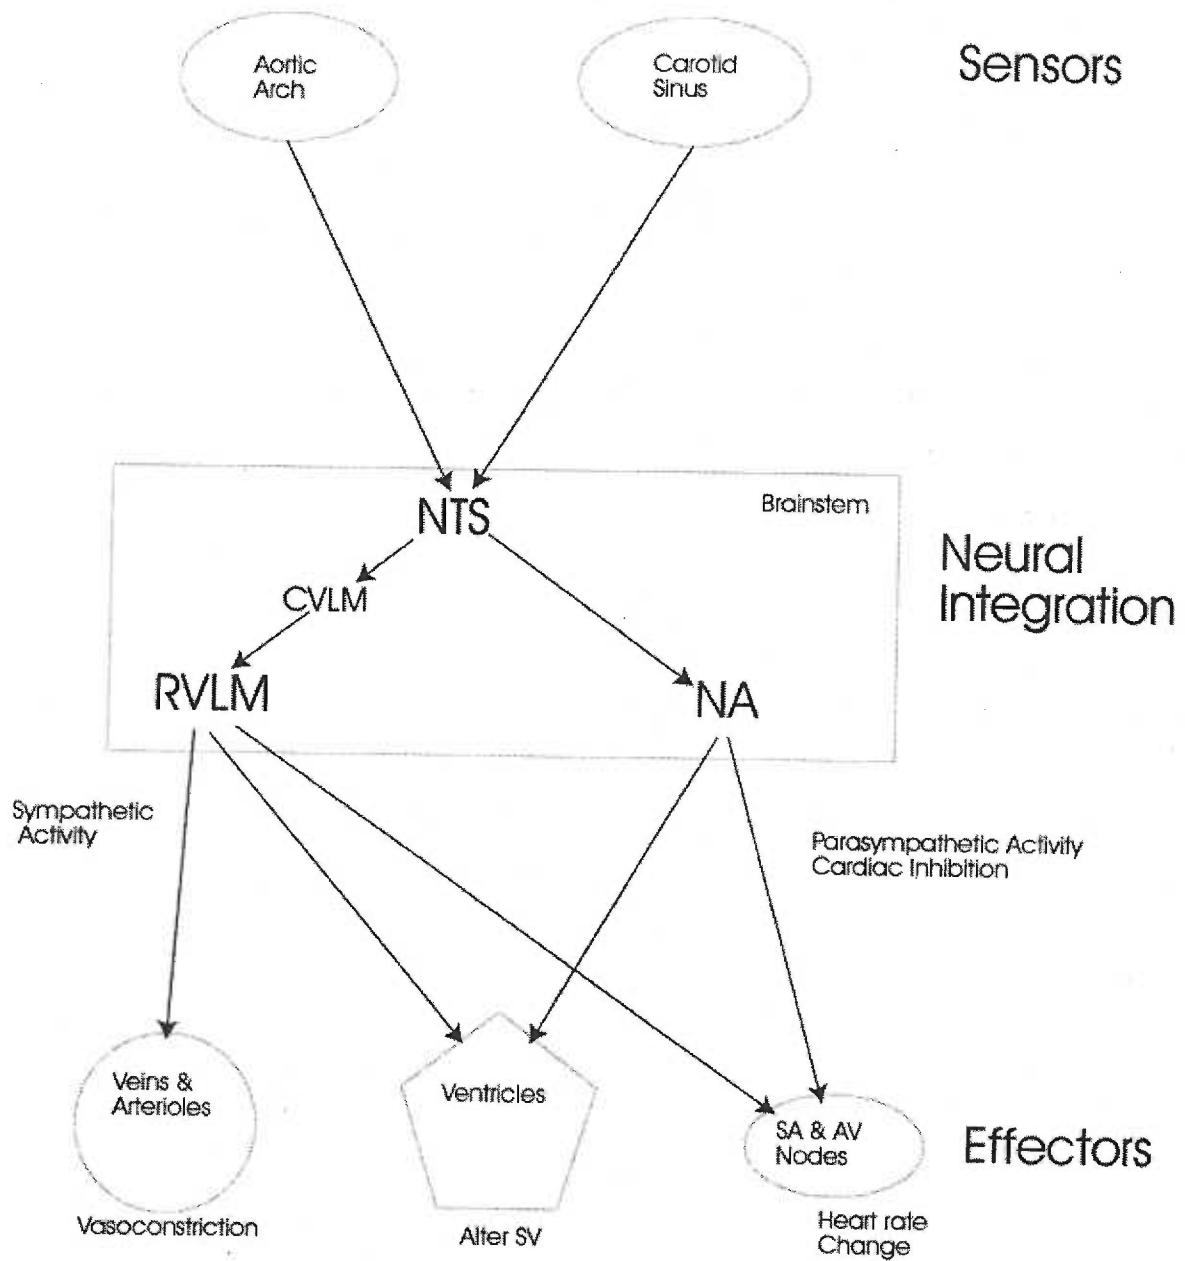 Aortic
Arch
Carotid
Sinus
Sensors
NTS
Brainstem
CVLM
RVLM
NA
Neural
Integration
Sympathetic
Activity
Parasympathetic Activity
Cardiac Inhibition
Veins &
Arterioles
Ventricles
SA & AV
Nodes
Effectors
Vasoconstriction
Alter SV
Heart rate
Change